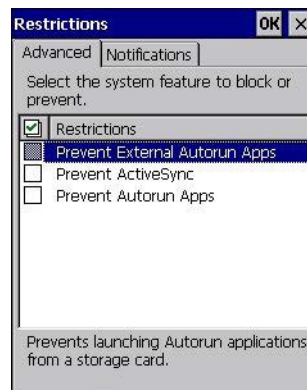 Restrictions OK ×
Advanced Notifications
Select the system feature to block or
prevent.
Restrictions
Prevent External Autorun Apps
Prevent ActiveSync
Prevent Autorun Apps
Prevents launching Autorun applications
from a storage card.